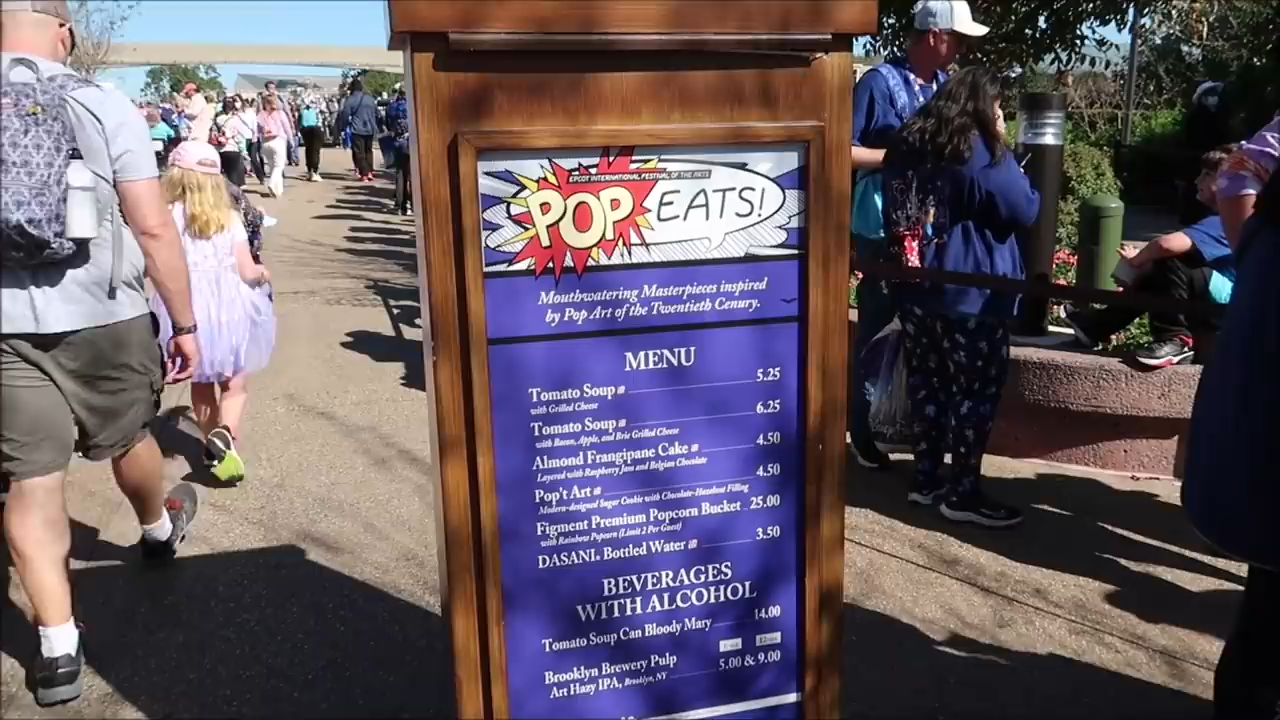 EPCOT INTERNATIONAL FESTIVAL OF THE ARTS
POP EATS!
Mouthwatering Masterpieces inspired
by Pop Art of the Twentieth Cenury.
MENU
Tomato Soup 5.25
with Grilled Cheese
Tomato Soup 6.25
with Bacon, Apple, and Brie Grilled Cheese
Almond Frangipane Cake 4.50
Layered with Raspberry Jam and Belgian Chocolate
Pop't Art 4.50
Modern-designed Sugar Cookie with Chocolate-Hazelnut Filling
Figment Premium Popcorn Bucket 25.00
with Rainbow Popcorn (Limit 2 Per Guest)
DASANI® Bottled Water 3.50
BEVERAGES
WITH ALCOHOL
Tomato Soup Can Bloody Mary 14.00
Brooklyn Brewery Pulp
Art Hazy IPA, Brooklyn, NY 5.00 & 9.00